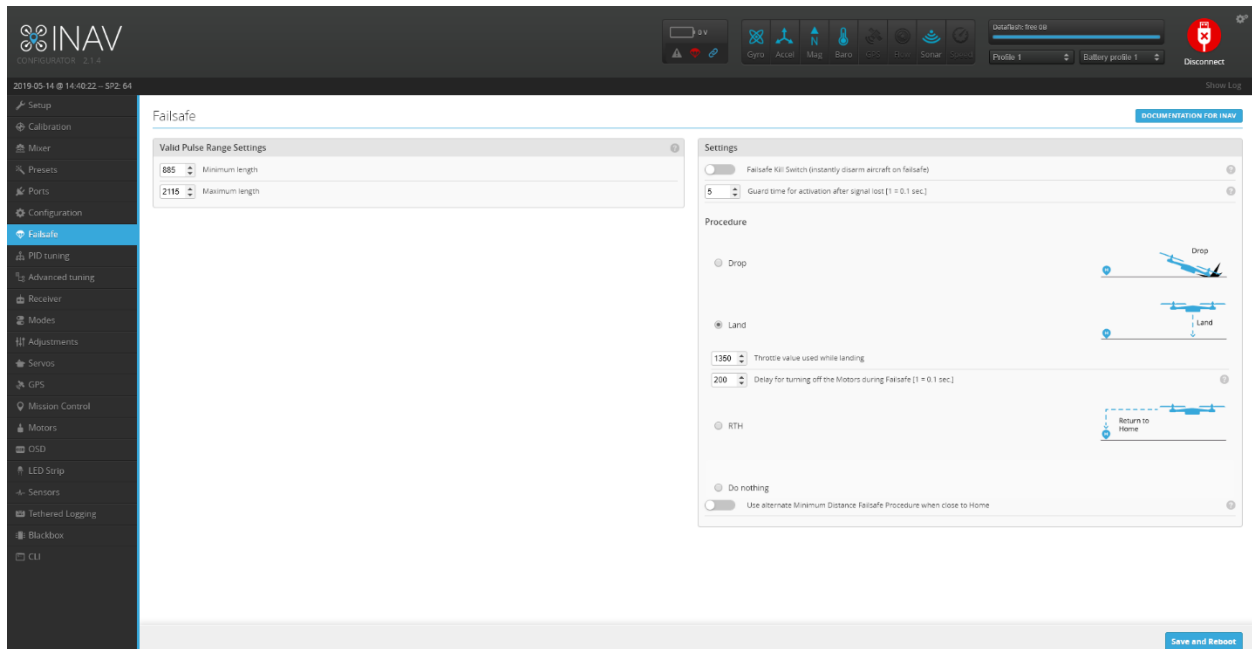 INAV
CONFIGURATOR 2.1.4
0 V
Gyro
Accel
Mag
Baro
GPS
Flow
Sonar
Speed
Dataflash: free 0B
Profile 1
Battery profile 1
Disconnect
2019-05-14 @ 14:40:22 -- SP2: 64
Show Log
Setup
Calibration
Mixer
Presets
Ports
Configuration
Failsafe
PID tuning
Advanced tuning
Receiver
Modes
Adjustments
Servos
GPS
Mission Control
Motors
OSD
LED Strip
Sensors
Tethered Logging
Blackbox
CLI
Failsafe
DOCUMENTATION FOR INAV
Valid Pulse Range Settings
885 Minimum length
2115 Maximum length
Settings
Failsafe Kill Switch (instantly disarm aircraft on failsafe)
5 Guard time for activation after signal lost [1 = 0.1 sec.]
Procedure
Drop
Drop
Land
Land
1350 Throttle value used while landing
200 Delay for turning off the Motors during Failsafe [1 = 0.1 sec.]
RTH
Return to
Home
Do nothing
Use alternate Minimum Distance Failsafe Procedure when close to Home
Save and Reboot